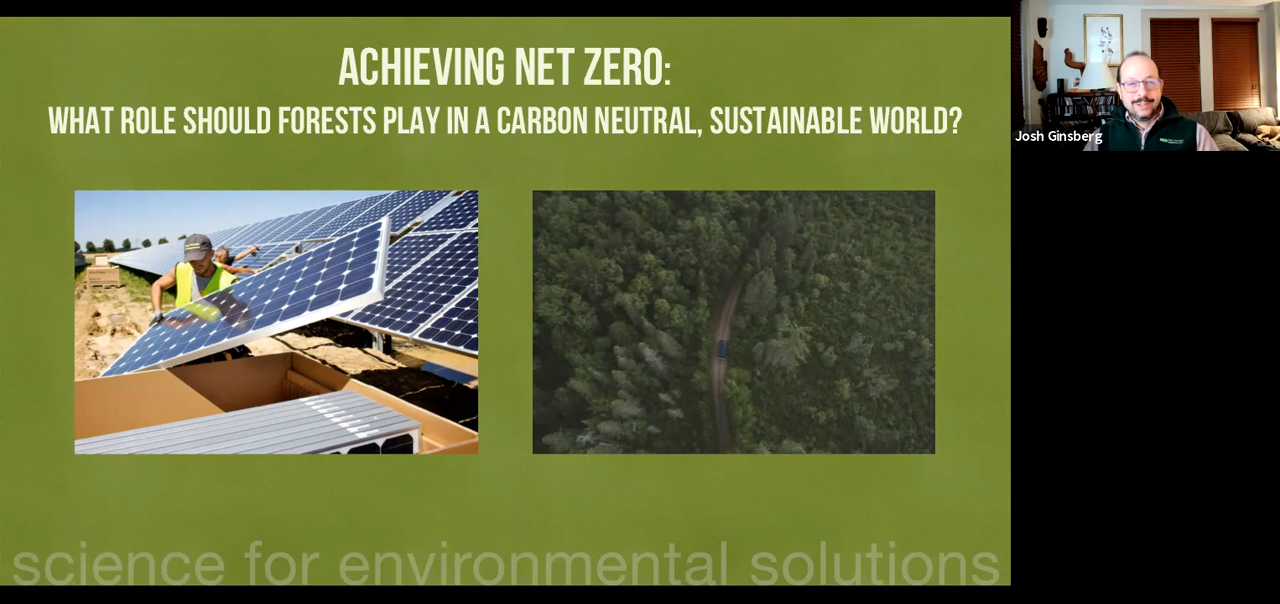 ACHIEVING NET ZERO:
WHAT ROLE SHOULD FORESTS PLAY IN A CARBON NEUTRAL, SUSTAINABLE WORLD?
Josh Ginsberg
science for environmental solutions